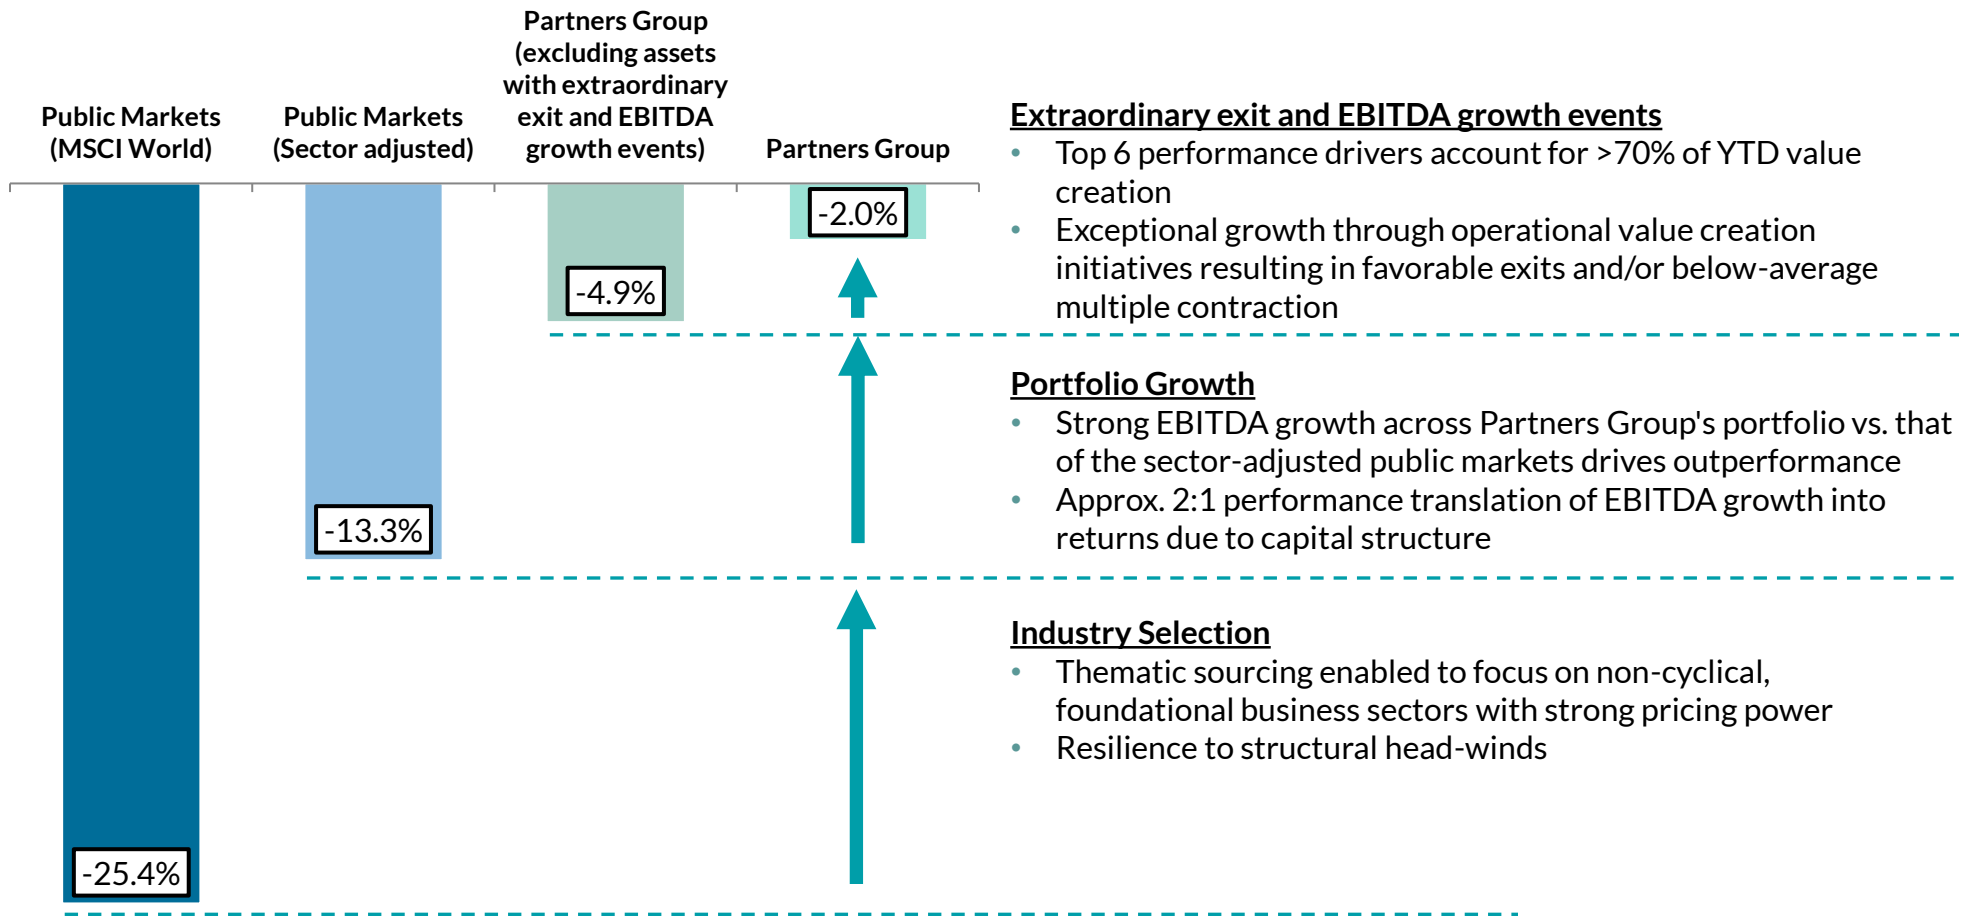 Public Markets
(MSCI World)
Public Markets
(Sector adjusted)
Partners Group
(excluding assets
with extraordinary
exit and EBITDA
growth events)
Partners Group
-25.4%
-13.3%
-4.9%
-2.0%
Extraordinary exit and EBITDA growth events
• Top 6 performance drivers account for >70% of YTD value
creation
• Exceptional growth through operational value creation
initiatives resulting in favorable exits and/or below-average
multiple contraction
Portfolio Growth
• Strong EBITDA growth across Partners Group's portfolio vs. that
of the sector-adjusted public markets drives outperformance
• Approx. 2:1 performance translation of EBITDA growth into
returns due to capital structure
Industry Selection
• Thematic sourcing enabled to focus on non-cyclical,
foundational business sectors with strong pricing power
• Resilience to structural head-winds